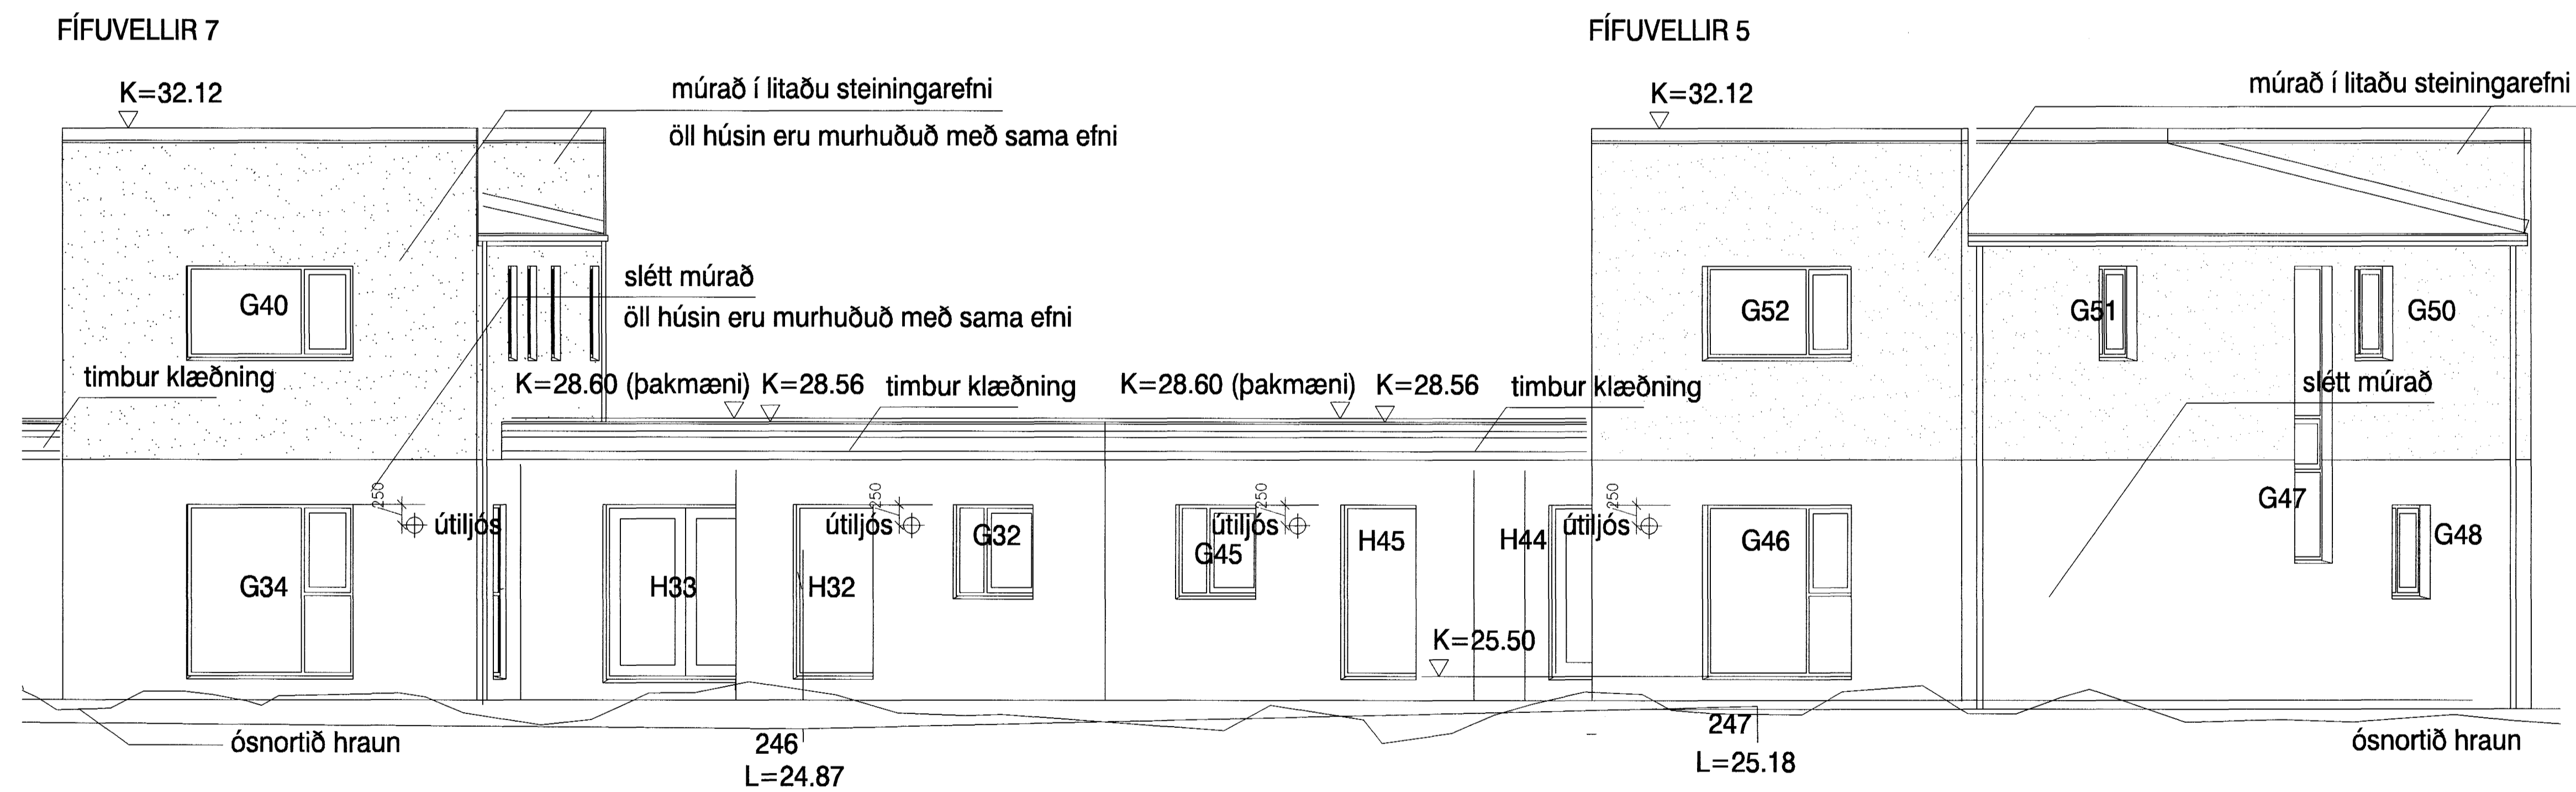 FÍFUVELLIR 7
FÍFUVELLIR 5
K=32.12
múrað í litaðu steiningarefni
öll húsin eru murhuðuð með sama efni
K=32.12
múrað í litaðu steiningarefni
G40
slétt múrað
öll húsin eru murhuðuð með sama efni
G52
G51
G50
timbur klæðning
K=28.60 (þakmæni)
K=28.56
timbur klæðning
K=28.60 (þakmæni)
K=28.56
timbur klæðning
slétt múrað
250
útiljós
250
útiljós
250
útiljós
250
útiljós
G34
H33
H32
G32
G45
H45
H44
G46
G47
G48
K=25.50
ósnortið hraun
246
L=24.87
247
L=25.18
ósnortið hraun